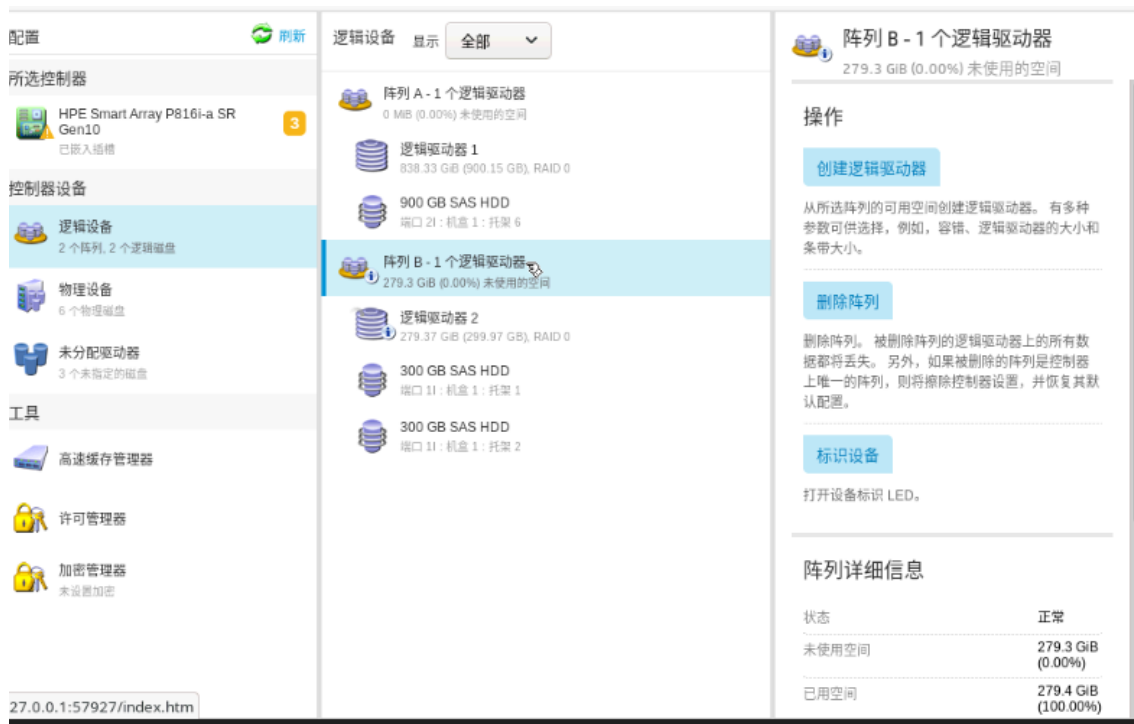 配置
刷新
所选控制器
HPE Smart Array P816i-a SR
Gen10
已嵌入插槽
3
控制器设备
逻辑设备
2 个阵列, 2 个逻辑磁盘
物理设备
6 个物理磁盘
未分配驱动器
3 个未指定的磁盘
工具
高速缓存管理器
许可管理器
加密管理器
未设置加密
27.0.0.1:57927/index.htm
逻辑设备 显示 全部
阵列 A - 1 个逻辑驱动器
0 MiB (0.00%) 未使用的空间
逻辑驱动器 1
838.33 GiB (900.15 GB), RAID 0
900 GB SAS HDD
端口 2I : 机盒 1 : 托架 6
阵列 B - 1 个逻辑驱动器
279.3 GiB (0.00%) 未使用的空间
逻辑驱动器 2
279.37 GiB (299.97 GB), RAID 0
300 GB SAS HDD
端口 1I : 机盒 1 : 托架 1
300 GB SAS HDD
端口 1I : 机盒 1 : 托架 2
阵列 B - 1 个逻辑驱动器
279.3 GiB (0.00%) 未使用的空间
操作
创建逻辑驱动器
从所选阵列的可用空间创建逻辑驱动器。 有多种
参数可供选择，例如，容错、逻辑驱动器的大小和
条带大小。
删除阵列
删除阵列。 被删除阵列的逻辑驱动器上的所有数
据都将丢失。 另外，如果被删除的阵列是控制器
上唯一的阵列，则将擦除控制器设置，并恢复其默
认配置。
标识设备
打开设备标识 LED。
阵列详细信息
状态 正常
未使用空间 279.3 GiB
(0.00%)
已用空间 279.4 GiB
(100.00%)